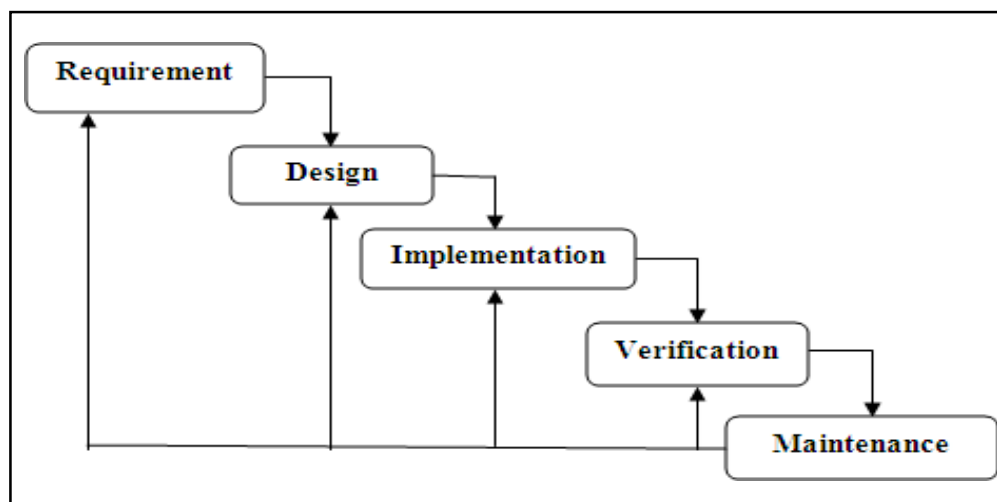 Requirement
Design
Implementation
Verification
Maintenance